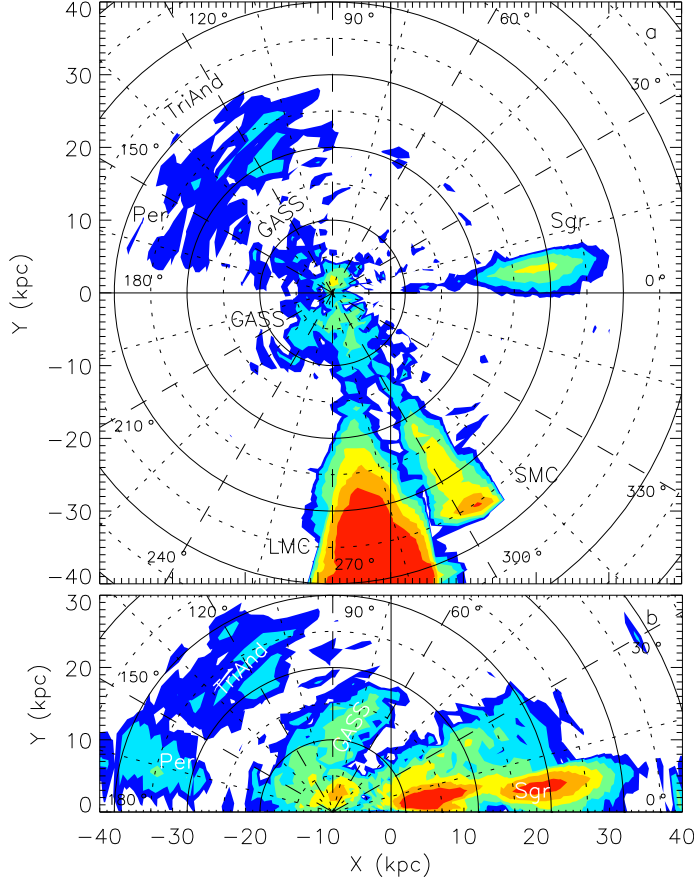 40
120°
90°
60°
a
30
TriAnd
30°
20
150°
10
Per
GASS
Sgr
180°
0°
0
GASS
Y (kpc)
−10
210°
−20
SMC
330°
−30
LMC
240°
270°
300°
−40
30
120°
90°
60°
b
30°
20
150°
TriAnd
Y (kpc)
GASS
10
Per
Sgr
180
0°
0
−40 −30 −20 −10 0 10 20 30 40
X (kpc)